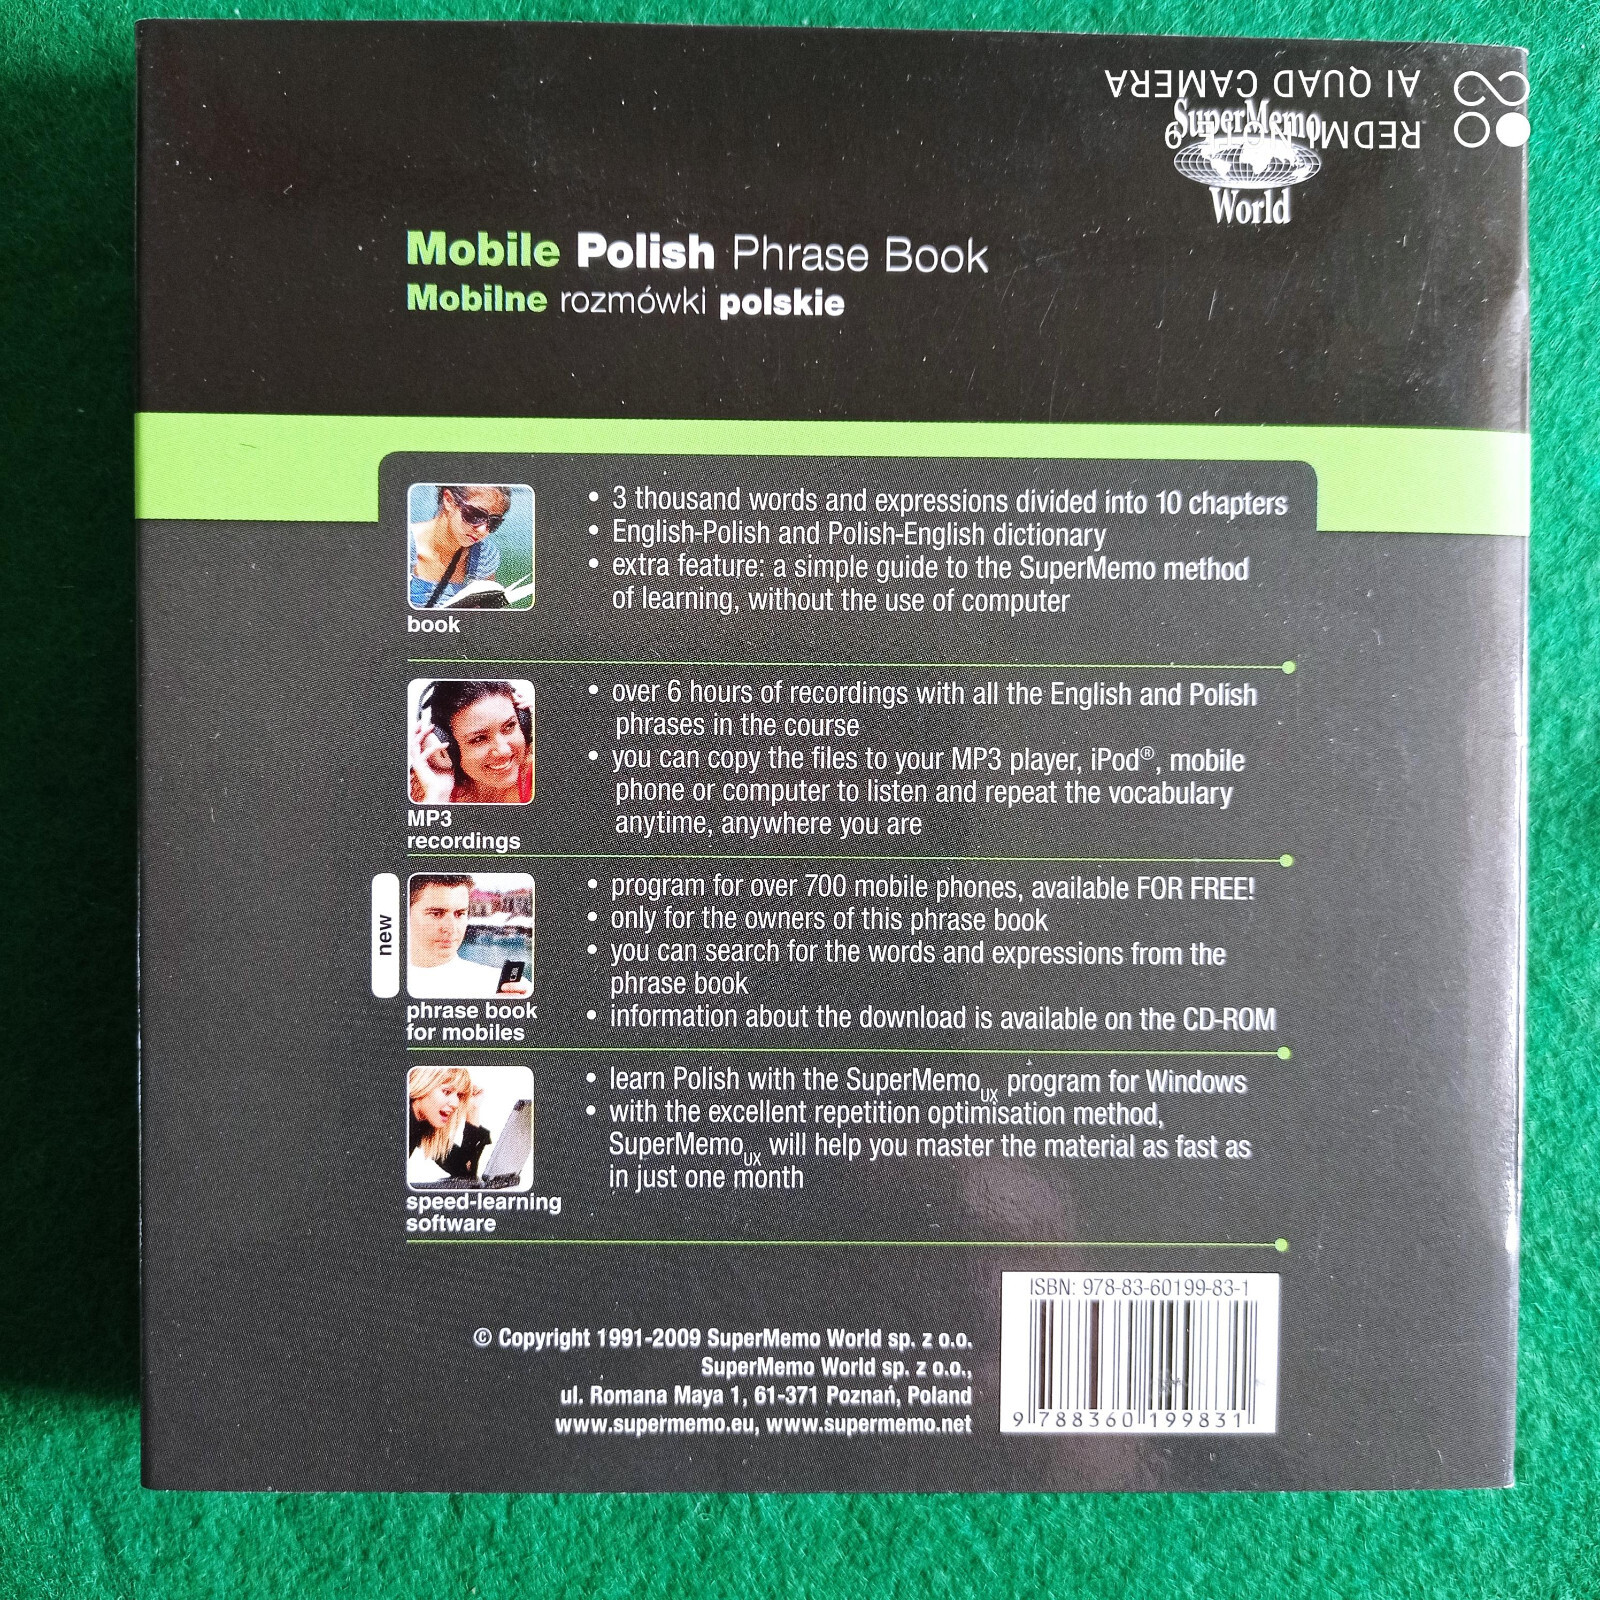 AI QUAD CAMERA
REDMI NOTE 9
SuperMemo
World
Mobile Polish Phrase Book
Mobilne rozmówki polskie
• 3 thousand words and expressions divided into 10 chapters
• English-Polish and Polish-English dictionary
• extra feature: a simple guide to the SuperMemo method
of learning, without the use of computer
book
• over 6 hours of recordings with all the English and Polish
phrases in the course
• you can copy the files to your MP3 player, iPod®, mobile
phone or computer to listen and repeat the vocabulary
anytime, anywhere you are
MP3
recordings
new
• program for over 700 mobile phones, available FOR FREE!
• only for the owners of this phrase book
• you can search for the words and expressions from the
phrase book
• information about the download is available on the CD-ROM
phrase book
for mobiles
• learn Polish with the SuperMemoUX program for Windows
• with the excellent repetition optimisation method,
SuperMemoUX will help you master the material as fast as
in just one month
speed-learning
software
ISBN: 978-83-60199-83-1
9 788360 199831
© Copyright 1991-2009 SuperMemo World sp. z o.o.
SuperMemo World sp. z o.o.,
ul. Romana Maya 1, 61-371 Poznań, Poland
www.supermemo.eu, www.supermemo.net